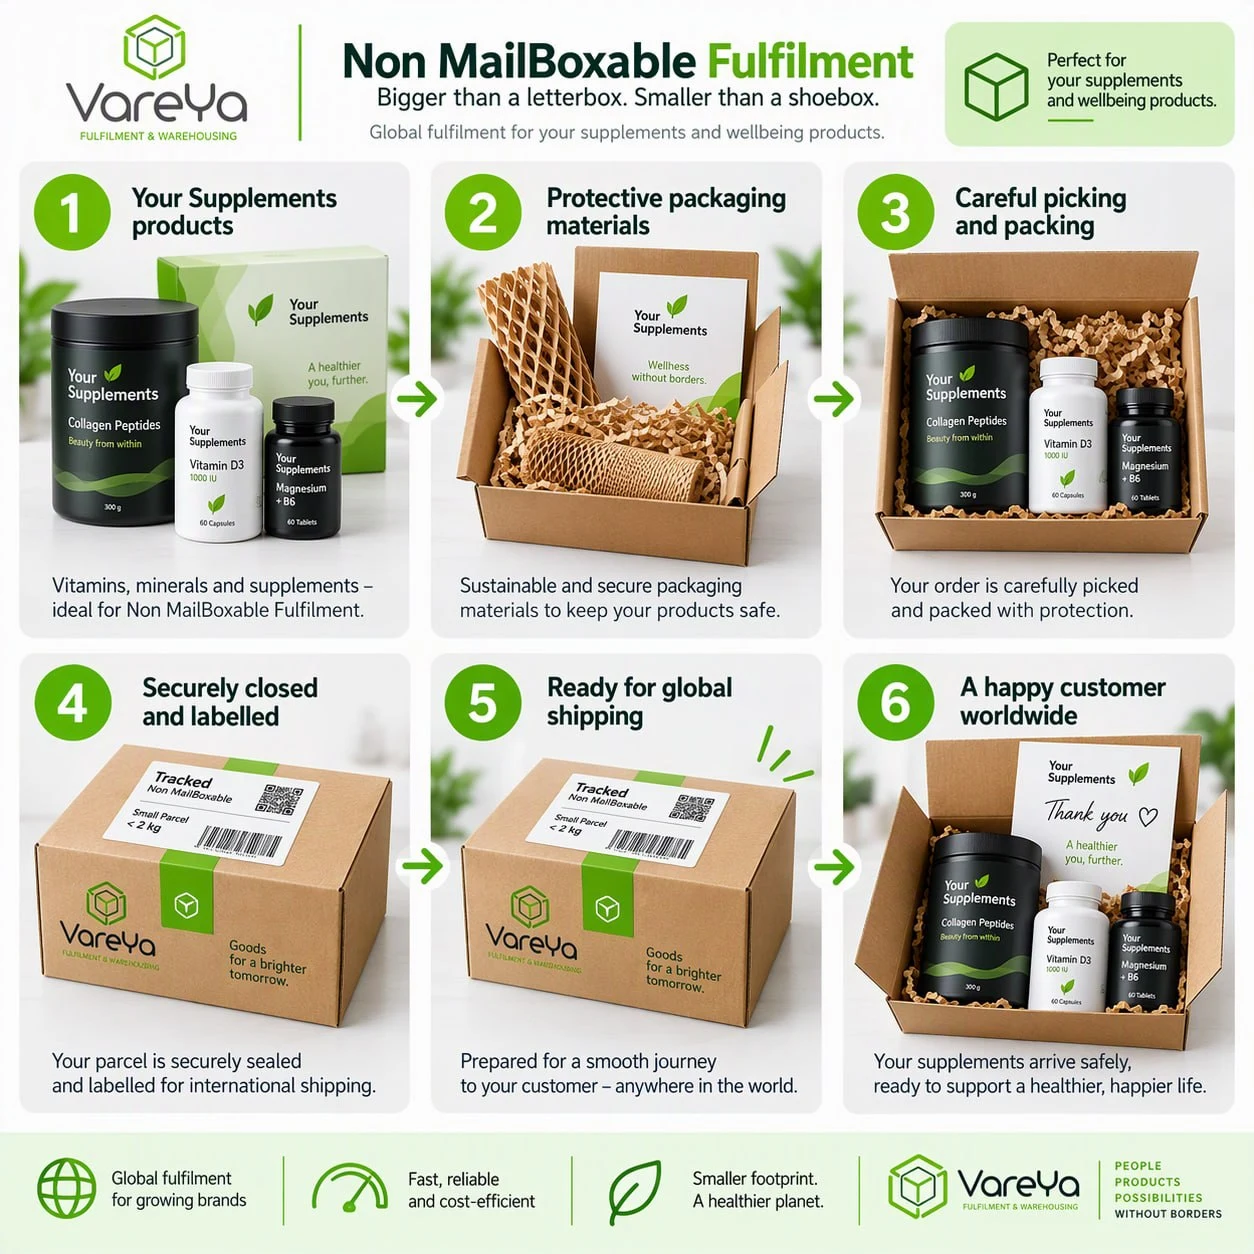 VareYa
FULFILMENT & WAREHOUSING
Non MailBoxable Fulfilment
Bigger than a letterbox. Smaller than a shoebox.
Global fulfilment for your supplements and wellbeing products.
Perfect for
your supplements
and wellbeing products.
1
Your Supplements
products
Your
Supplements
A healthier
you, further.
Your
Supplements
Collagen Peptides
Beauty from within
300 g
Your
Supplements
Vitamin D3
1000 IU
60 Capsules
Your
Supplements
Magnesium
+ B6
60 Tablets
Vitamins, minerals and supplements –
ideal for Non MailBoxable Fulfilment.
2
Protective packaging
materials
Your
Supplements
Wellness
without borders.
Sustainable and secure packaging
materials to keep your products safe.
3
Careful picking
and packing
Your
Supplements
Collagen Peptides
Beauty from within
300 g
Your
Supplements
Vitamin D3
1000 IU
60 Capsules
Your
Supplements
Magnesium
+ B6
60 Tablets
Your order is carefully picked
and packed with protection.
4
Securely closed
and labelled
Tracked
Non MailBoxable
Small Parcel
< 2 kg
VareYa
FULFILMENT & WAREHOUSING
Goods
for a brighter
tomorrow.
Your parcel is securely sealed
and labelled for international shipping.
5
Ready for global
shipping
Tracked
Non MailBoxable
Small Parcel
< 2 kg
VareYa
FULFILMENT & WAREHOUSING
Goods
for a brighter
tomorrow.
Prepared for a smooth journey
to your customer – anywhere in the world.
6
A happy customer
worldwide
Your
Supplements
Thank you
A healthier
you, further.
Your
Supplements
Collagen Peptides
Beauty from within
300 g
Your
Supplements
Vitamin D3
1000 IU
60 Capsules
Your
Supplements
Magnesium
+ B6
60 Tablets
Your supplements arrive safely,
ready to support a healthier, happier life.
Global fulfilment
for growing brands
Fast, reliable
and cost-efficient
Smaller footprint.
A healthier planet.
VareYa
FULFILMENT & WAREHOUSING
PEOPLE
PRODUCTS
POSSIBILITIES
WITHOUT BORDERS